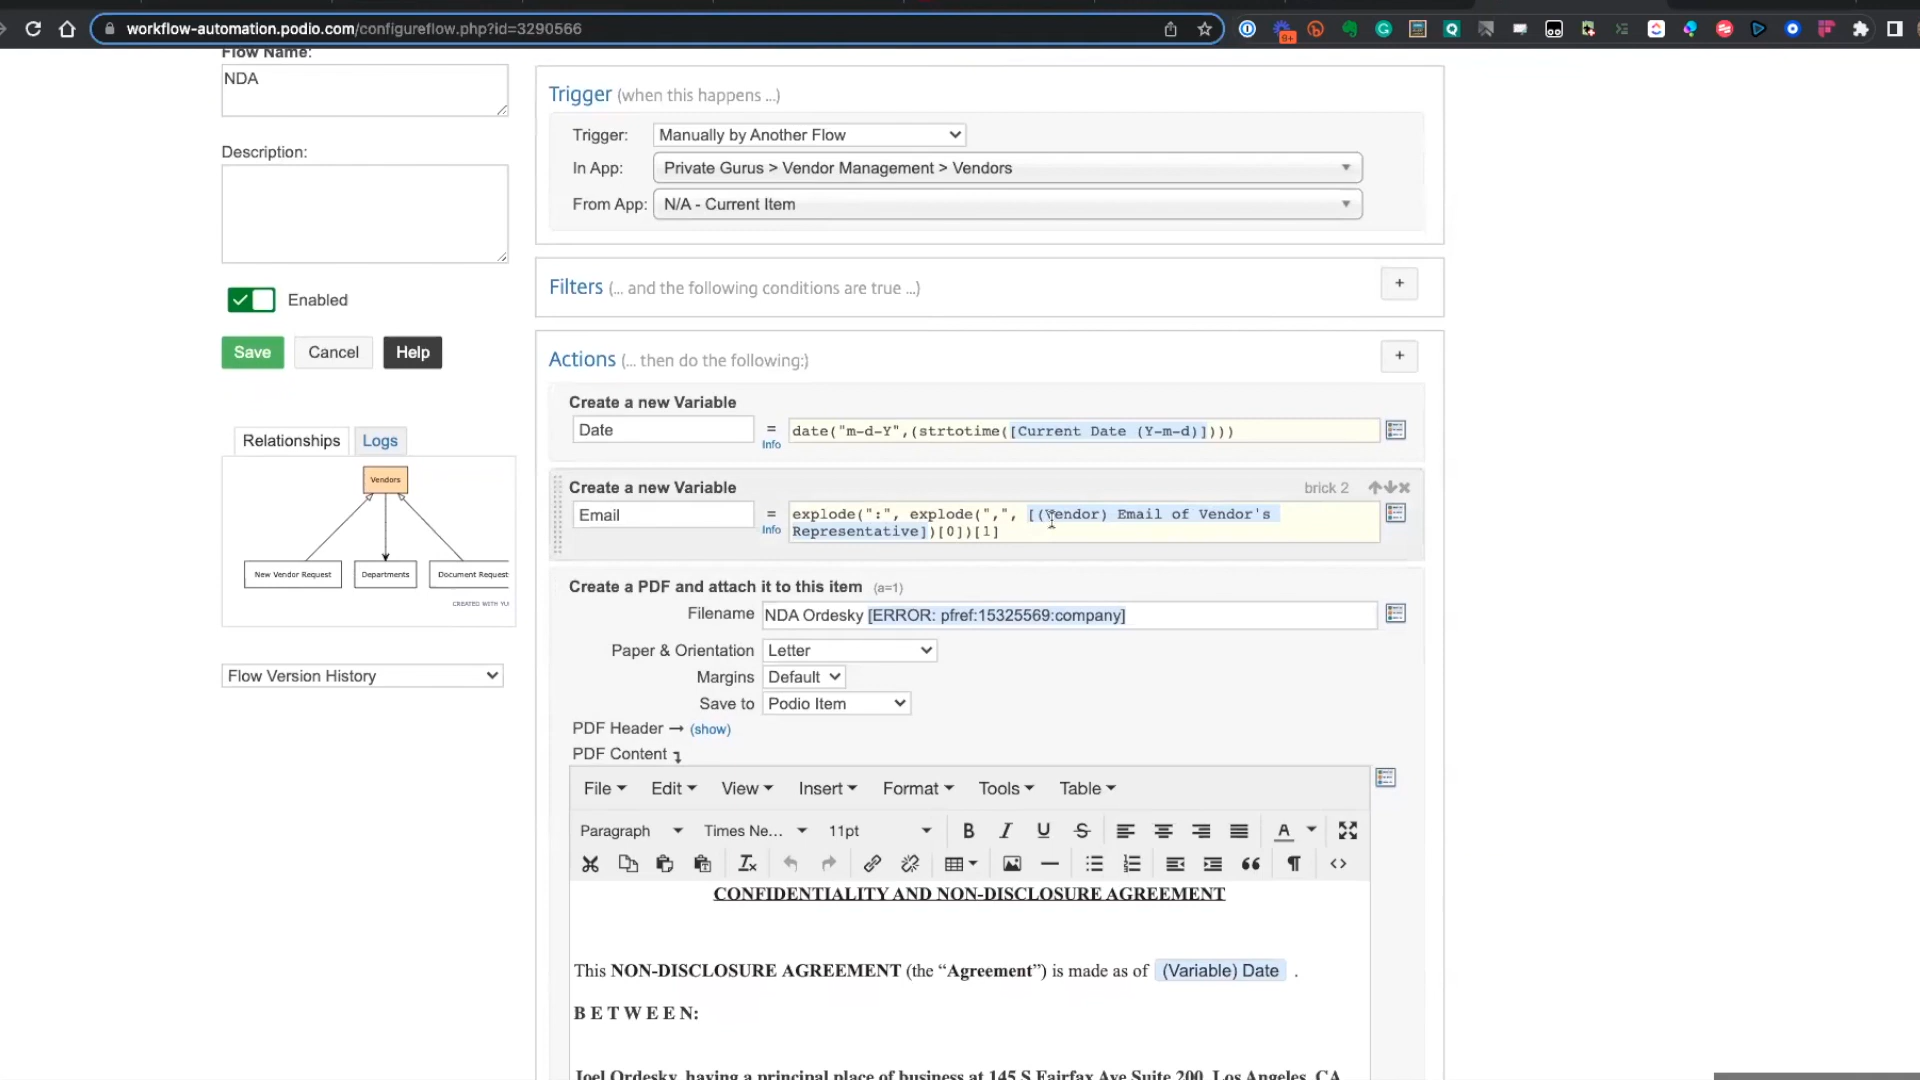 workflow-automation.podio.com/configureflow.php?id=3290566
9+
Flow Name:
NDA
Description:
Enabled
Save
Cancel
Help
Relationships
Logs
Vendors
New Vendor Request
Departments
Document Request
CREATED WITH YU
Flow Version History
Trigger (when this happens ...)
Trigger:
Manually by Another Flow
In App:
Private Gurus > Vendor Management > Vendors
From App:
N/A - Current Item
Filters (... and the following conditions are true ...)
+
Actions (... then do the following:)
+
Create a new Variable
Date
=
Info
date("m-d-Y",(strtotime([Current Date (Y-m-d)])))
Create a new Variable
brick 2
Email
=
Info
explode(":", explode(",", [(Vendor) Email of Vendor's
Representative])[0])[1]
Create a PDF and attach it to this item (a=1)
Filename
NDA Ordesky [ERROR: pfref:15325569:company]
Paper & Orientation
Letter
Margins
Default
Save to
Podio Item
PDF Header → (show)
PDF Content
File
Edit
View
Insert
Format
Tools
Table
Paragraph
Times Ne...
11pt
B
I
U
S
A
CONFIDENTIALITY AND NON-DISCLOSURE AGREEMENT
This NON-DISCLOSURE AGREEMENT (the “Agreement”) is made as of (Variable) Date .
B E T W E E N:
Joel Ordesky, having a principal place of business at 145 S Fairfax Ave Suite 200, Los Angeles, CA